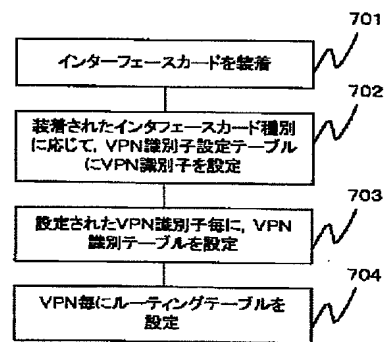 701
インターフェースカードを装着
702
装着されたインタフェースカード種別
に応じて，VPN識別子設定テーブル
にVPN識別子を設定
703
設定されたVPN識別子毎に，VPN
識別テーブルを設定
704
VPN毎にルーティングテーブルを
設定